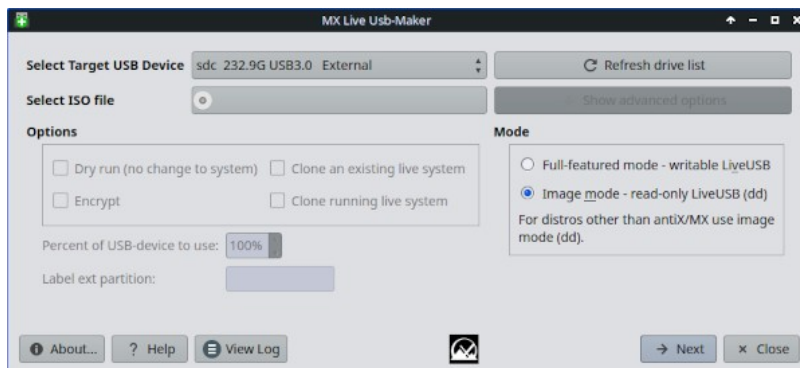 MX Live Usb-Maker
Select Target USB Device sdc 232.9G USB3.0 External Refresh drive list
Select ISO file Show advanced options
Options Mode
Dry run (no change to system) Clone an existing live system Full-featured mode - writable LiveUSB
Encrypt Clone running live system Image mode - read-only LiveUSB (dd)
For distros other than antiX/MX use image
mode (dd).
Percent of USB-device to use: 100%
Label ext partition:
About... ? Help View Log Next Close